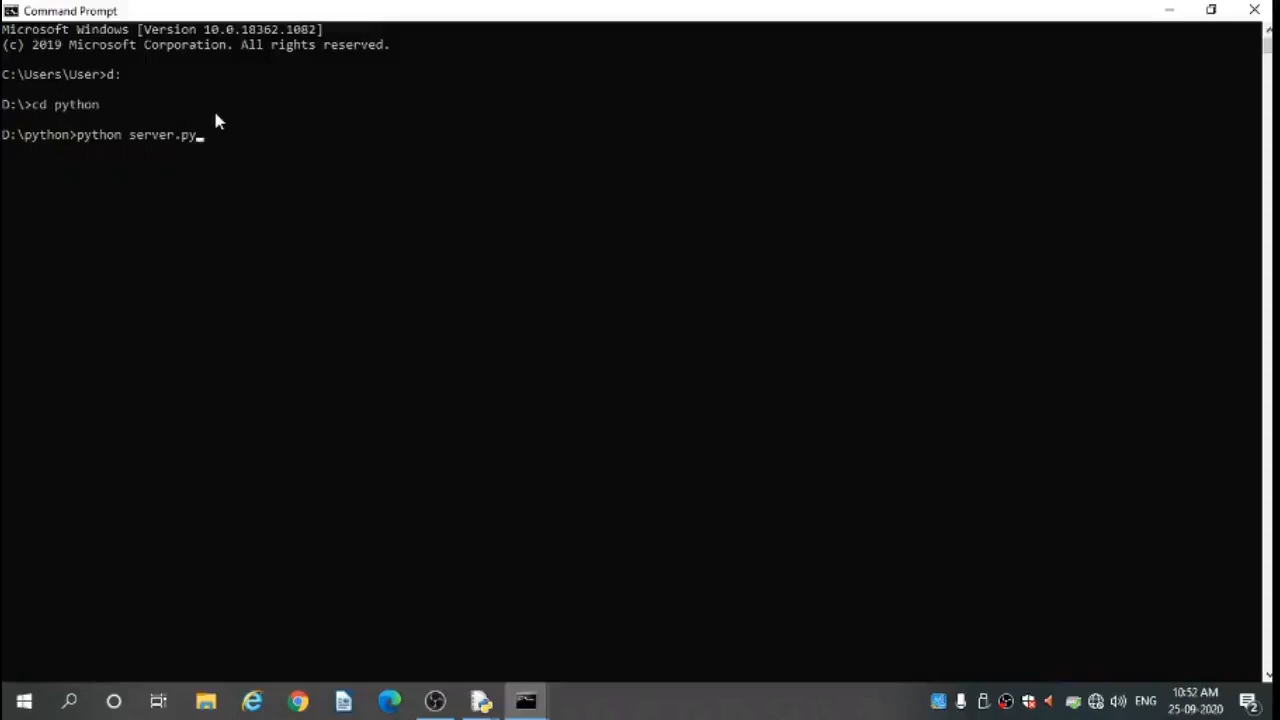 Command Prompt
Microsoft Windows [Version 10.0.18362.1082]
(c) 2019 Microsoft Corporation. All rights reserved.
C:\Users\User>d:
D:\>cd python
D:\python>python server.py
ENG
10:52 AM
25-09-2020
2